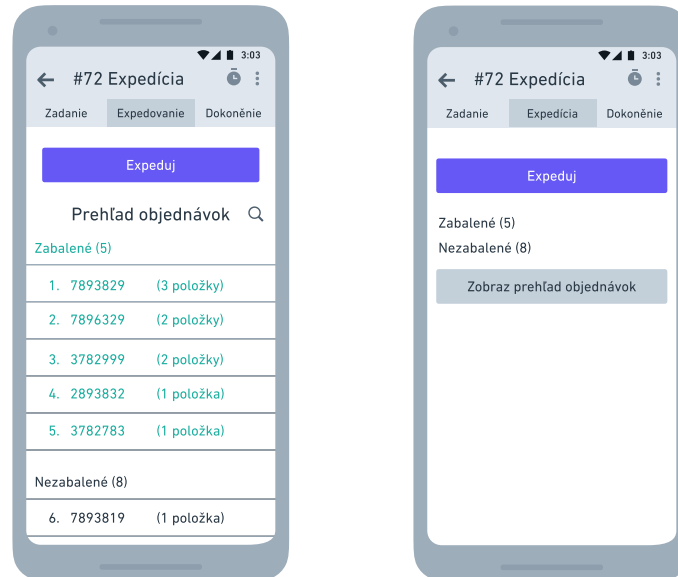 3:03
#72 Expedícia
Zadanie Expedovanie Dokoněnie
Expeduj
Prehľad objednávok
Zabalené (5)
1. 7893829 (3 položky)
2. 7896329 (2 položky)
3. 3782999 (2 položky)
4. 2893832 (1 položka)
5. 3782783 (1 položka)
Nezabalené (8)
6. 7893819 (1 položka)
3:03
#72 Expedícia
Zadanie Expedícia Dokoněnie
Expeduj
Zabalené (5)
Nezabalené (8)
Zobraz prehľad objednávok